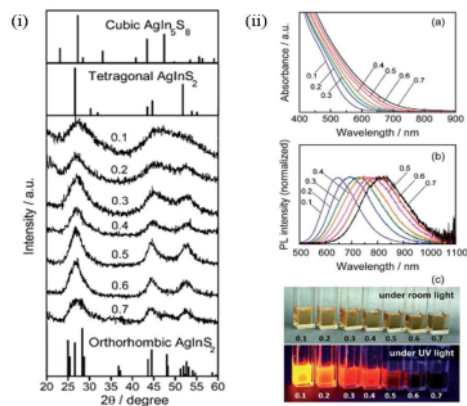 (i)
Cubic AgIn5S8
Tetragonal AgInS2
0.1
0.2
0.3
0.4
0.5
0.6
0.7
Orthorhombic AgInS2
Intensity / a.u.
20 30 40 50 60
2θ / degree
(ii)
(a)
Absorbance / a.u.
0.1
0.2
0.3
0.4
0.5
0.6
0.7
400 500 600 700 800 900
Wavelength / nm
(b)
PL intensity (normalized)
0.4
0.3
0.2
0.1
0.5
0.6
0.7
500 600 700 800 900 1000 1100
Wavelength / nm
(c)
under room light
0.1 0.2 0.3 0.4 0.5 0.6 0.7
under UV light
0.1 0.2 0.3 0.4 0.5 0.6 0.7